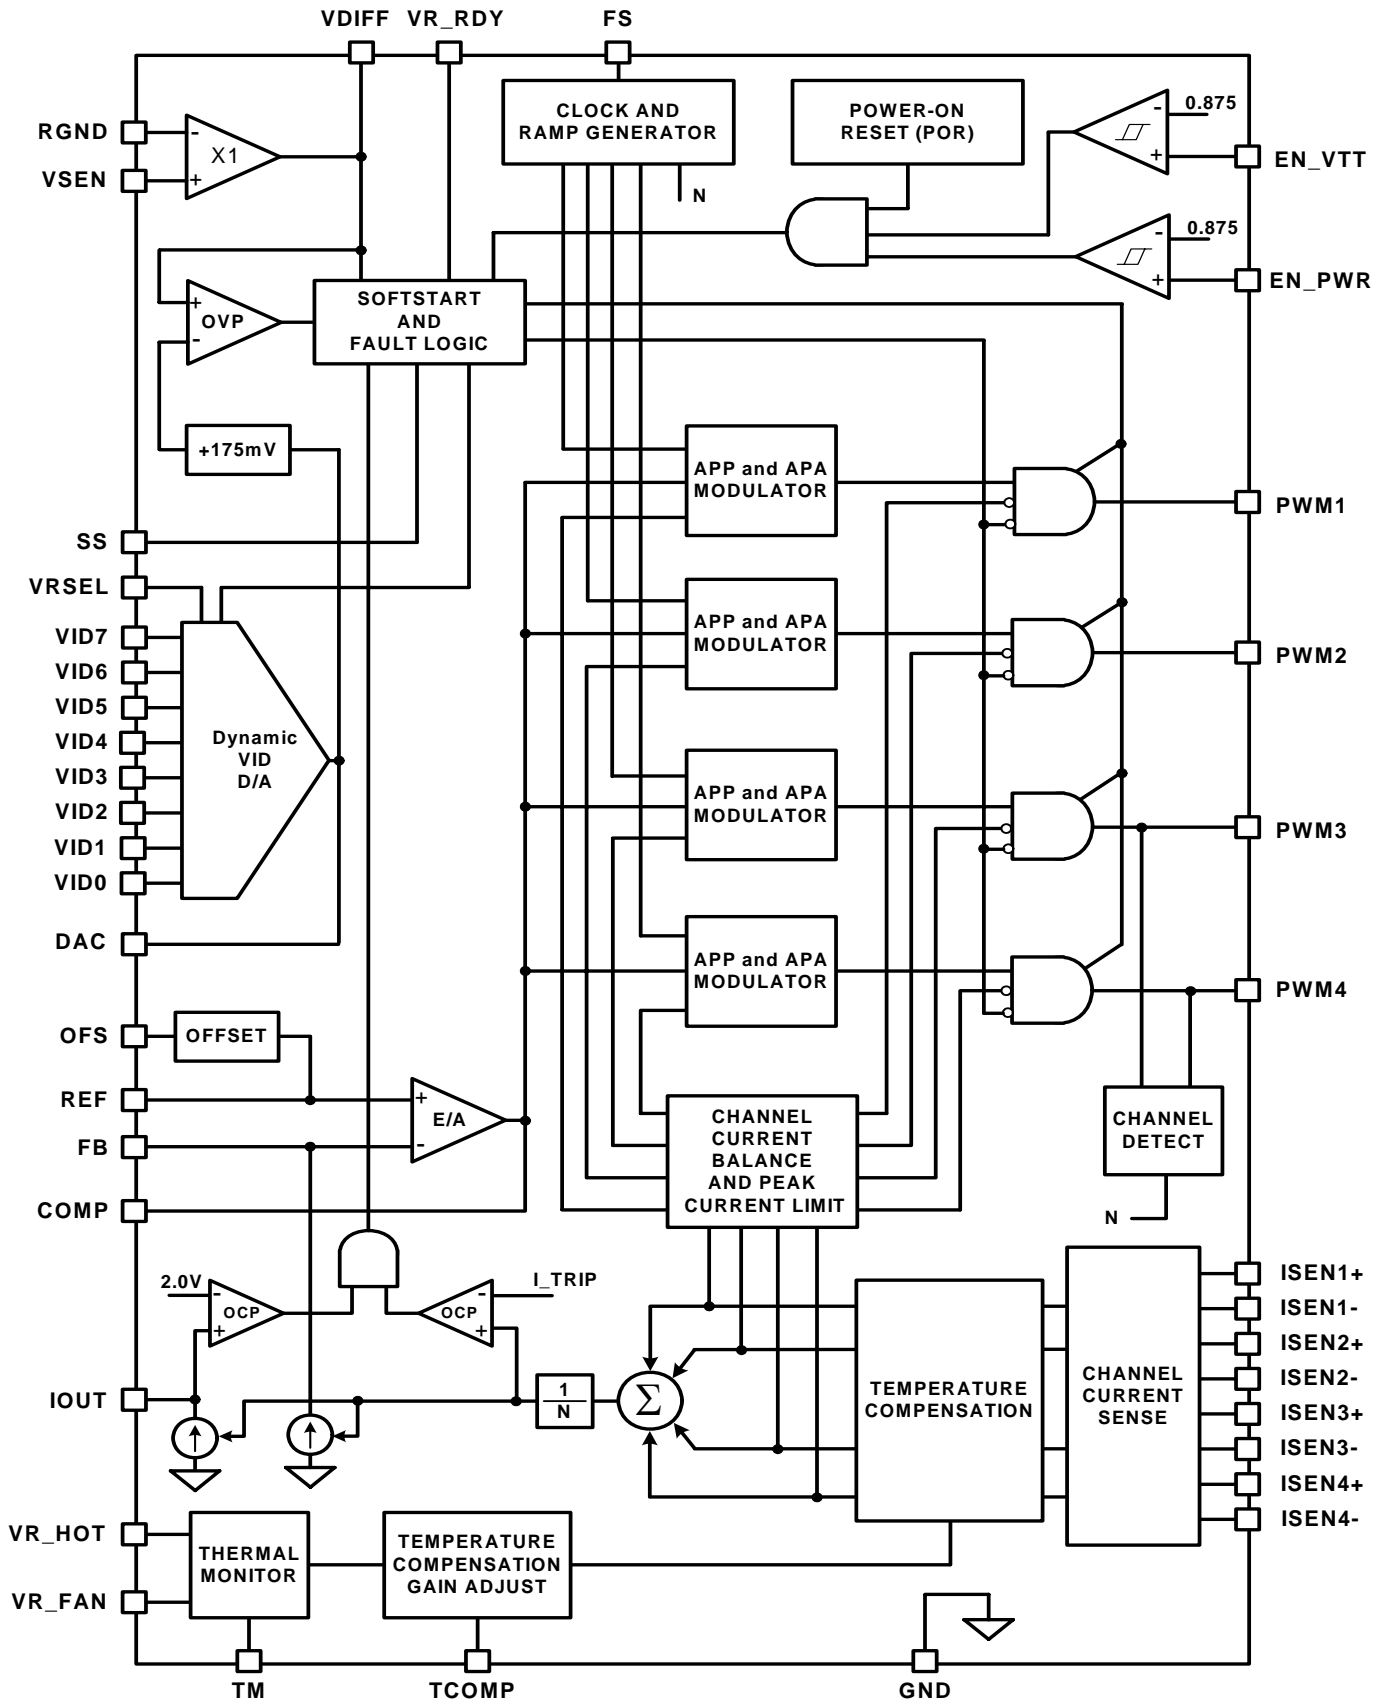 VDIFF VR_RDY FS
RGND
VSEN
-
X1
+
CLOCK AND
RAMP GENERATOR
N
POWER-ON
RESET (POR)
-
0.875
+
EN_VTT
-
0.875
+
EN_PWR
+
OVP
-
SOFTSTART
AND
FAULT LOGIC
+175mV
SS
VRSEL
VID7
VID6
VID5
VID4
VID3
VID2
VID1
VID0
Dynamic
VID
D/A
DAC
APP and APA
MODULATOR
APP and APA
MODULATOR
APP and APA
MODULATOR
APP and APA
MODULATOR
PWM1
PWM2
PWM3
PWM4
OFS
OFFSET
REF
FB
+
E/A
-
COMP
CHANNEL
CURRENT
BALANCE
AND PEAK
CURRENT LIMIT
CHANNEL
DETECT
N
2.0V
-
OCP
+
I_TRIP
-
OCP
+
IOUT
1
N
Σ
TEMPERATURE
COMPENSATION
CHANNEL
CURRENT
SENSE
ISEN1+
ISEN1-
ISEN2+
ISEN2-
ISEN3+
ISEN3-
ISEN4+
ISEN4-
VR_HOT
VR_FAN
THERMAL
MONITOR
TEMPERATURE
COMPENSATION
GAIN ADJUST
TM TCOMP GND